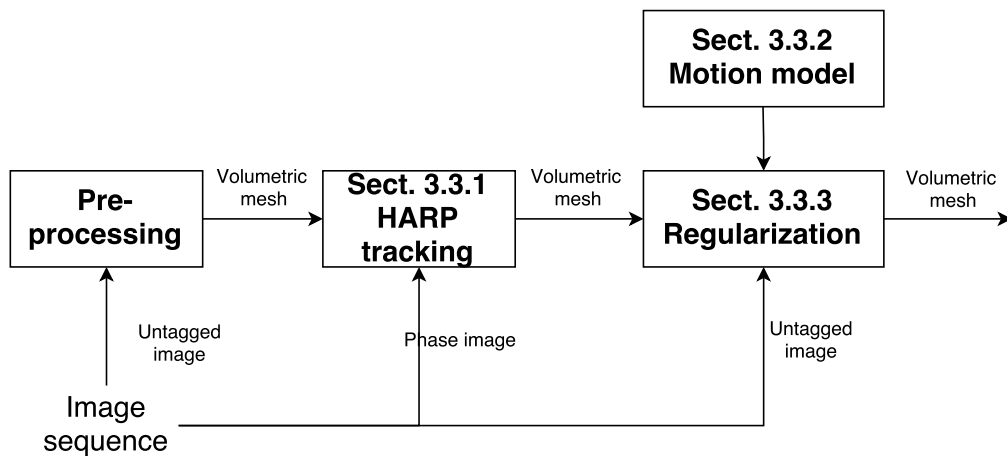 Sect. 3.3.2
Motion model
Volumetric
mesh
Volumetric
mesh
Volumetric
mesh
Pre-
processing
Sect. 3.3.1
HARP
tracking
Sect. 3.3.3
Regularization
Untagged
image
Phase image
Untagged
image
Image
sequence